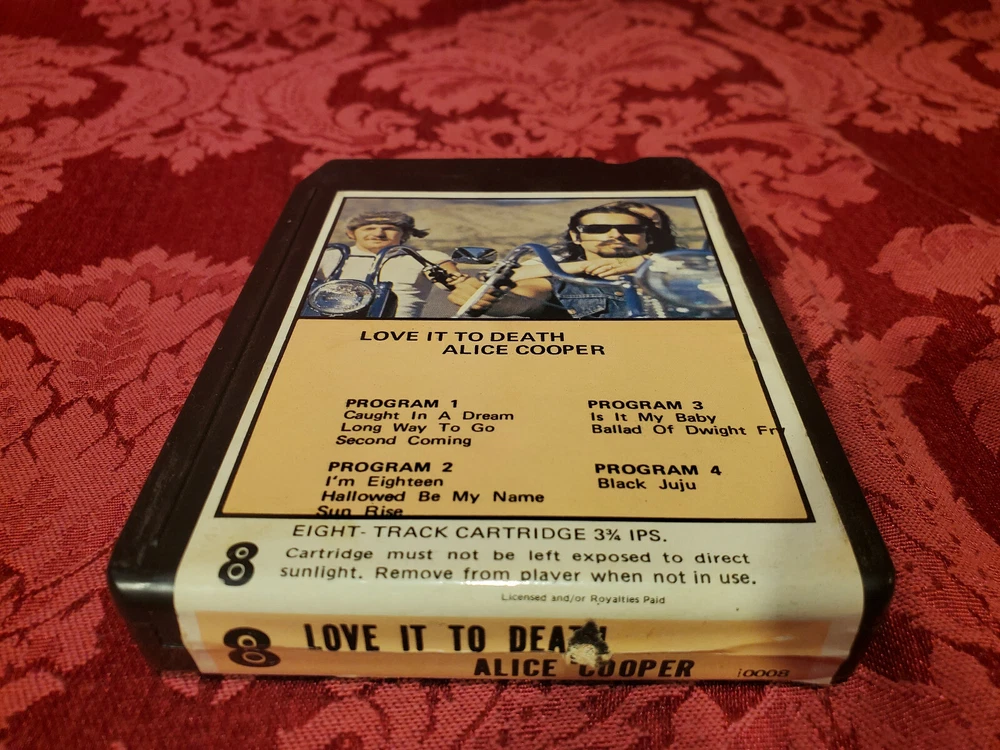 LOVE IT TO DEATH
ALICE COOPER
PROGRAM 1
Caught In A Dream
Long Way To Go
Second Coming
PROGRAM 2
I'm Eighteen
Hallowed Be My Name
Sun Rise
PROGRAM 3
Is It My Baby
Ballad Of Dwight Fry
PROGRAM 4
Black Juju
EIGHT-TRACK CARTRIDGE 3¾ IPS.
8
Cartridge must not be left exposed to direct
sunlight. Remove from player when not in use.
Licensed and/or Royalties Paid
8 LOVE IT TO DEATH
ALICE COOPER